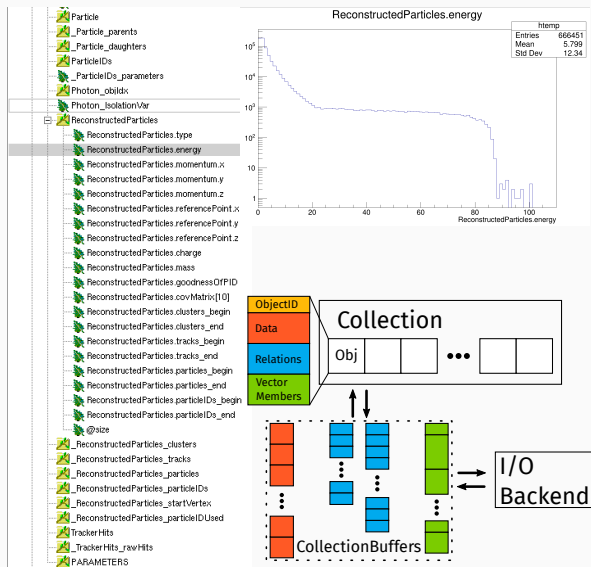 Particle
_Particle_parents
_Particle_daughters
ParticleIDs
_ParticleIDs_parameters
Photon_objIdx
Photon_IsolationVar
ReconstructedParticles
ReconstructedParticles.type
ReconstructedParticles.energy
ReconstructedParticles.momentum.x
ReconstructedParticles.momentum.y
ReconstructedParticles.momentum.z
ReconstructedParticles.referencePoint.x
ReconstructedParticles.referencePoint.y
ReconstructedParticles.referencePoint.z
ReconstructedParticles.charge
ReconstructedParticles.mass
ReconstructedParticles.goodnessOfPID
ReconstructedParticles.covMatrix[10]
ReconstructedParticles.clusters_begin
ReconstructedParticles.clusters_end
ReconstructedParticles.tracks_begin
ReconstructedParticles.tracks_end
ReconstructedParticles.particles_begin
ReconstructedParticles.particles_end
ReconstructedParticles.particleIDs_begin
ReconstructedParticles.particleIDs_end
@size
_ReconstructedParticles_clusters
_ReconstructedParticles_tracks
_ReconstructedParticles_particles
_ReconstructedParticles_particleIDs
_ReconstructedParticles_startVertex
_ReconstructedParticles_particleIDUsed
TrackerHits
_TrackerHits_rawHits
PARAMETERS
ReconstructedParticles.energy
htemp
Entries 666451
Mean 5.799
Std Dev 12.34
10⁵
10⁴
10³
10²
10
1
0 20 40 60 80 100
ReconstructedParticles.energy
ObjectID
Data
Relations
Vector
Members
Collection
Obj
CollectionBuffers
I/O
Backend